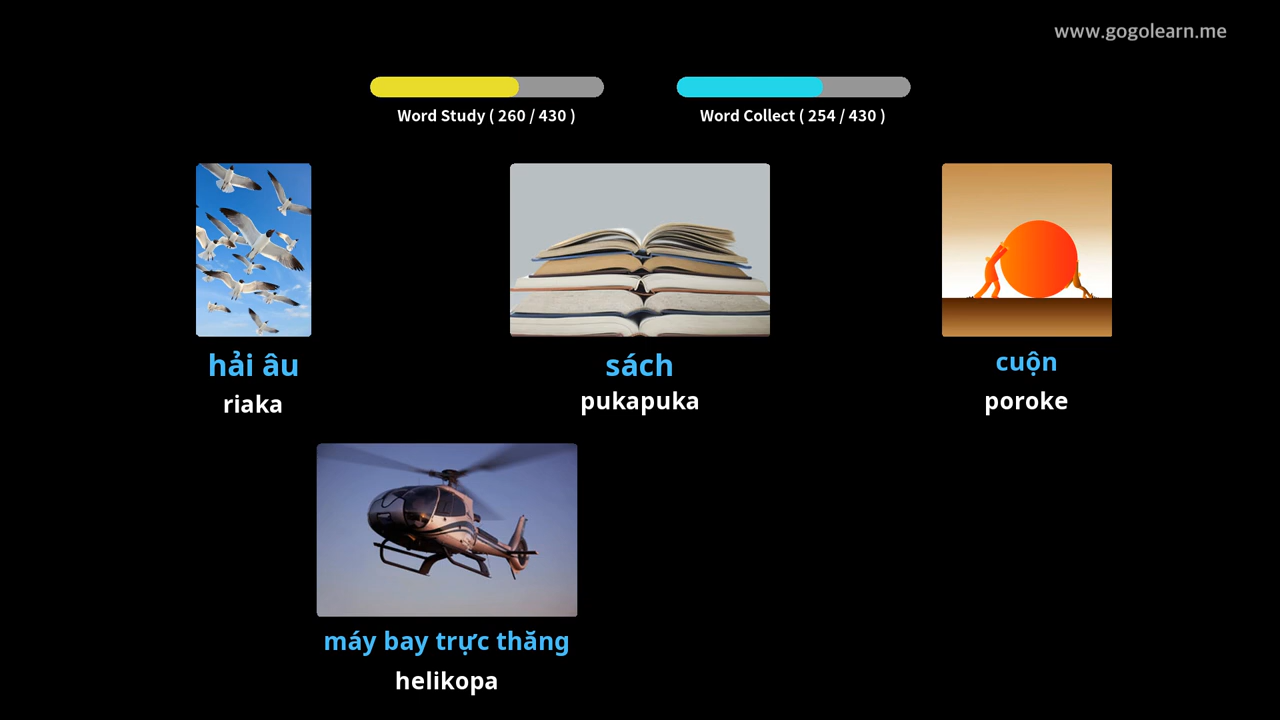 www.gogolearn.me
Word Study ( 260 / 430 )
Word Collect ( 254 / 430 )
hải âu
riaka
sách
pukapuka
cuộn
poroke
máy bay trực thăng
helikopa